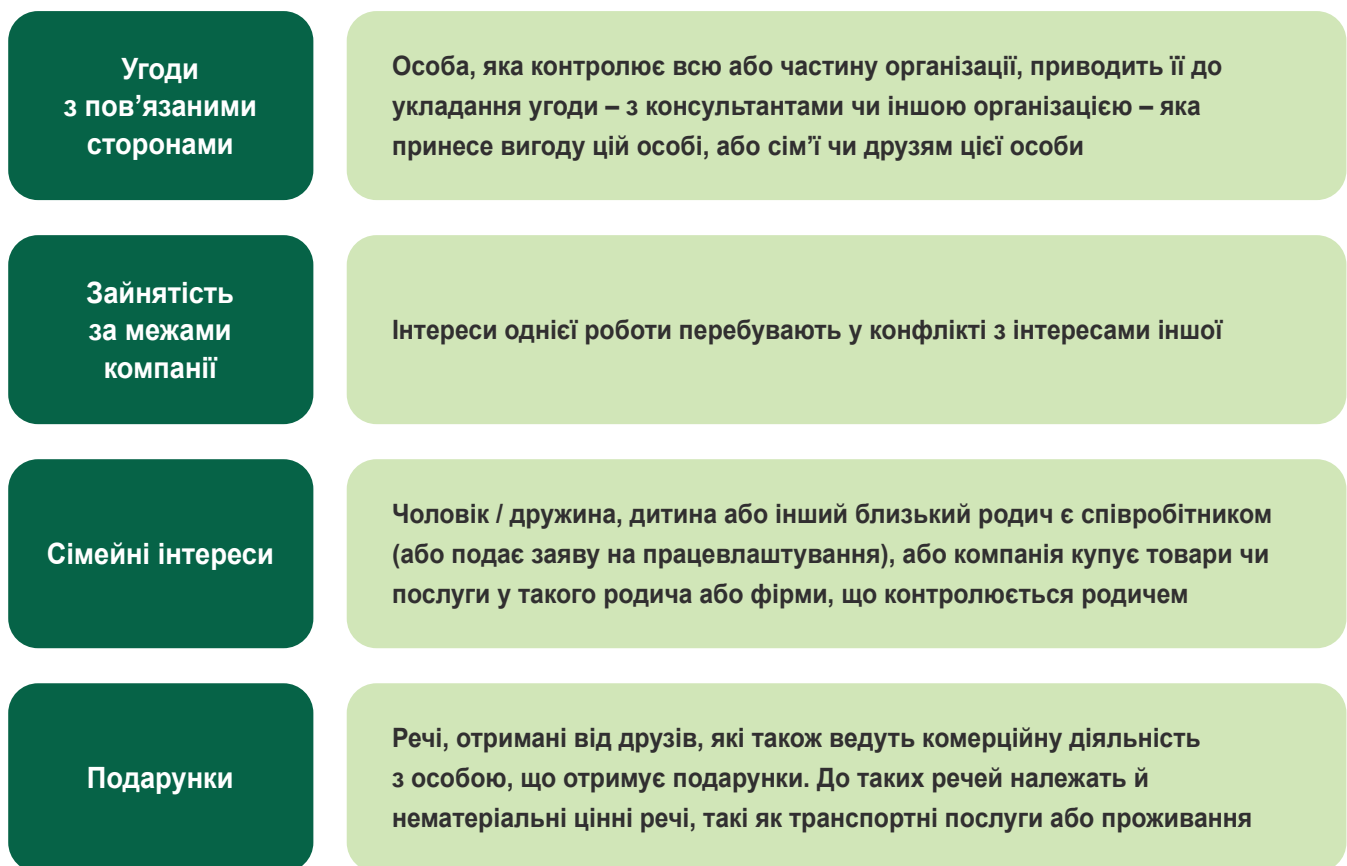 Угоди
з пов’язаними
сторонами
Особа, яка контролює всю або частину організації, приводить її до
укладання угоди – з консультантами чи іншою організацією – яка
принесе вигоду цій особі, або сім’ї чи друзям цієї особи
Зайнятість
за межами
компанії
Інтереси однієї роботи перебувають у конфлікті з інтересами іншої
Сімейні інтереси
Чоловік / дружина, дитина або інший близький родич є співробітником
(або подає заяву на працевлаштування), або компанія купує товари чи
послуги у такого родича або фірми, що контролюється родичем
Подарунки
Речі, отримані від друзів, які також ведуть комерційну діяльність
з особою, що отримує подарунки. До таких речей належать й
нематеріальні цінні речі, такі як транспортні послуги або проживання